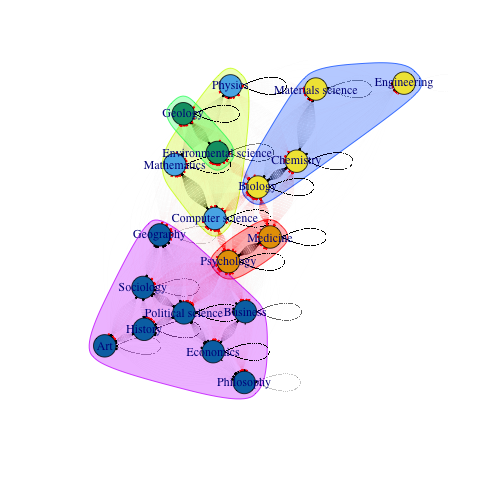 Physics
Materials science
Engineering
Geology
Environmental science
Mathematics
Chemistry
Biology
Computer science
Geography
Medicine
Psychology
Sociology
Political science
Business
History
Art
Economics
Philosophy